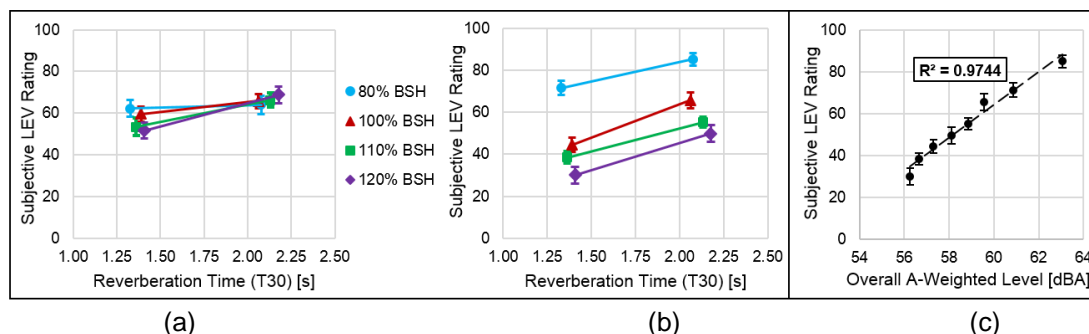 100
80
60
40
20
0
Subjective LEV Rating
1.00 1.25 1.50 1.75 2.00 2.25 2.50
Reverberation Time (T30) [s]
80% BSH
100% BSH
110% BSH
120% BSH
100
80
60
40
20
0
Subjective LEV Rating
1.00 1.25 1.50 1.75 2.00 2.25 2.50
Reverberation Time (T30) [s]
100
80
60
40
20
0
Subjective LEV Rating
R² = 0.9744
54 56 58 60 62 64
Overall A-Weighted Level [dBA]
(a) (b) (c)